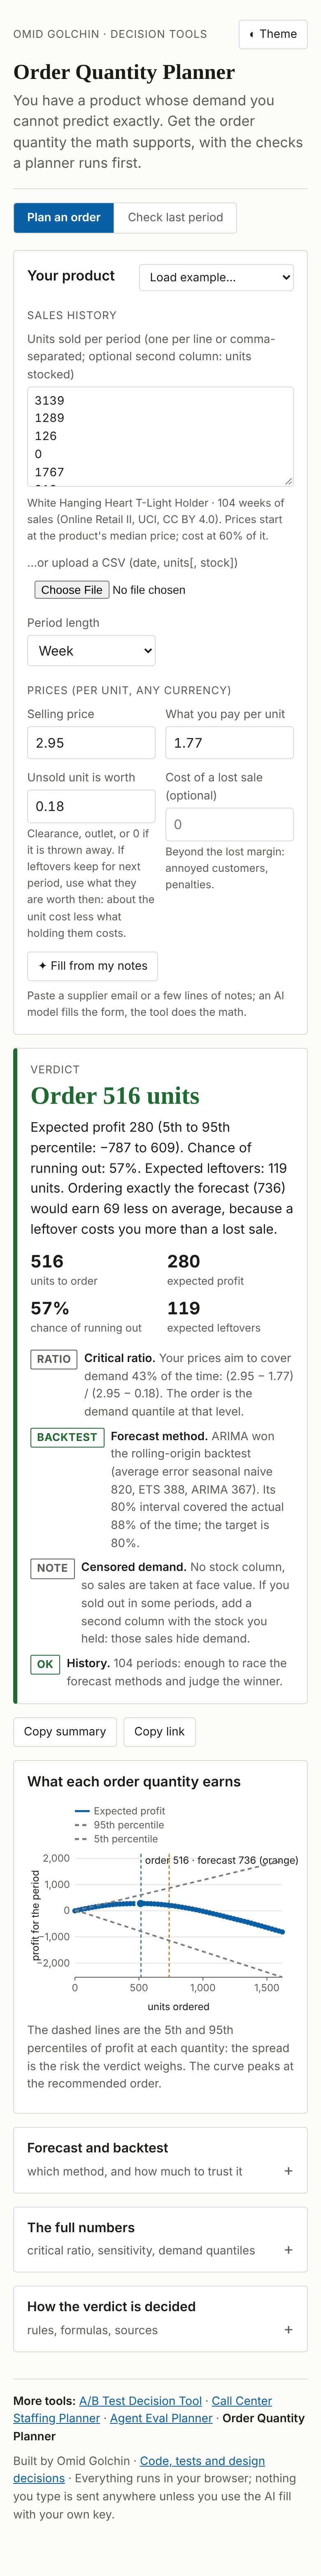 OMID GOLCHIN · DECISION TOOLS
Theme
Order Quantity Planner
You have a product whose demand you
cannot predict exactly. Get the order
quantity the math supports, with the checks
a planner runs first.
Plan an order
Check last period
Your product
Load example...
SALES HISTORY
Units sold per period (one per line or comma-
separated; optional second column: units
stocked)
3139
1289
126
0
1767
White Hanging Heart T-Light Holder · 104 weeks of
sales (Online Retail II, UCI, CC BY 4.0). Prices start
at the product's median price; cost at 60% of it.
...or upload a CSV (date, units[, stock])
Choose File No file chosen
Period length
Week
PRICES (PER UNIT, ANY CURRENCY)
Selling price
What you pay per unit
2.95
1.77
Unsold unit is worth
Cost of a lost sale
(optional)
0.18
0
Clearance, outlet, or 0 if
it is thrown away. If
leftovers keep for next
period, use what they
are worth then: about the
unit cost less what
holding them costs.
Beyond the lost margin:
annoyed customers,
penalties.
✦ Fill from my notes
Paste a supplier email or a few lines of notes; an AI
model fills the form, the tool does the math.
VERDICT
Order 516 units
Expected profit 280 (5th to 95th
percentile: −787 to 609). Chance of
running out: 57%. Expected leftovers: 119
units. Ordering exactly the forecast (736)
would earn 69 less on average, because a
leftover costs you more than a lost sale.
516
280
units to order
expected profit
57%
119
chance of running out
expected leftovers
RATIO Critical ratio. Your prices aim to cover
demand 43% of the time: (2.95 − 1.77)
/ (2.95 − 0.18). The order is the
demand quantile at that level.
BACKTEST Forecast method. ARIMA won
the rolling-origin backtest
(average error seasonal naive
820, ETS 388, ARIMA 367). Its
80% interval covered the actual
88% of the time; the target is
80%.
NOTE Censored demand. No stock column,
so sales are taken at face value. If you
sold out in some periods, add a
second column with the stock you
held: those sales hide demand.
OK History. 104 periods: enough to race the
forecast methods and judge the winner.
Copy summary
Copy link
What each order quantity earns
Expected profit
95th percentile
5th percentile
order 516 · forecast 736 (orange)
2,000
1,000
0
−1,000
−2,000
profit for the period
0
500
1,000
1,500
units ordered
The dashed lines are the 5th and 95th
percentiles of profit at each quantity: the spread
is the risk the verdict weighs. The curve peaks at
the recommended order.
Forecast and backtest
which method, and how much to trust it
+
The full numbers
critical ratio, sensitivity, demand quantiles
+
How the verdict is decided
rules, formulas, sources
+
More tools: A/B Test Decision Tool · Call Center
Staffing Planner · Agent Eval Planner · Order Quantity
Planner
Built by Omid Golchin · Code, tests and design
decisions · Everything runs in your browser; nothing
you type is sent anywhere unless you use the AI fill
with your own key.